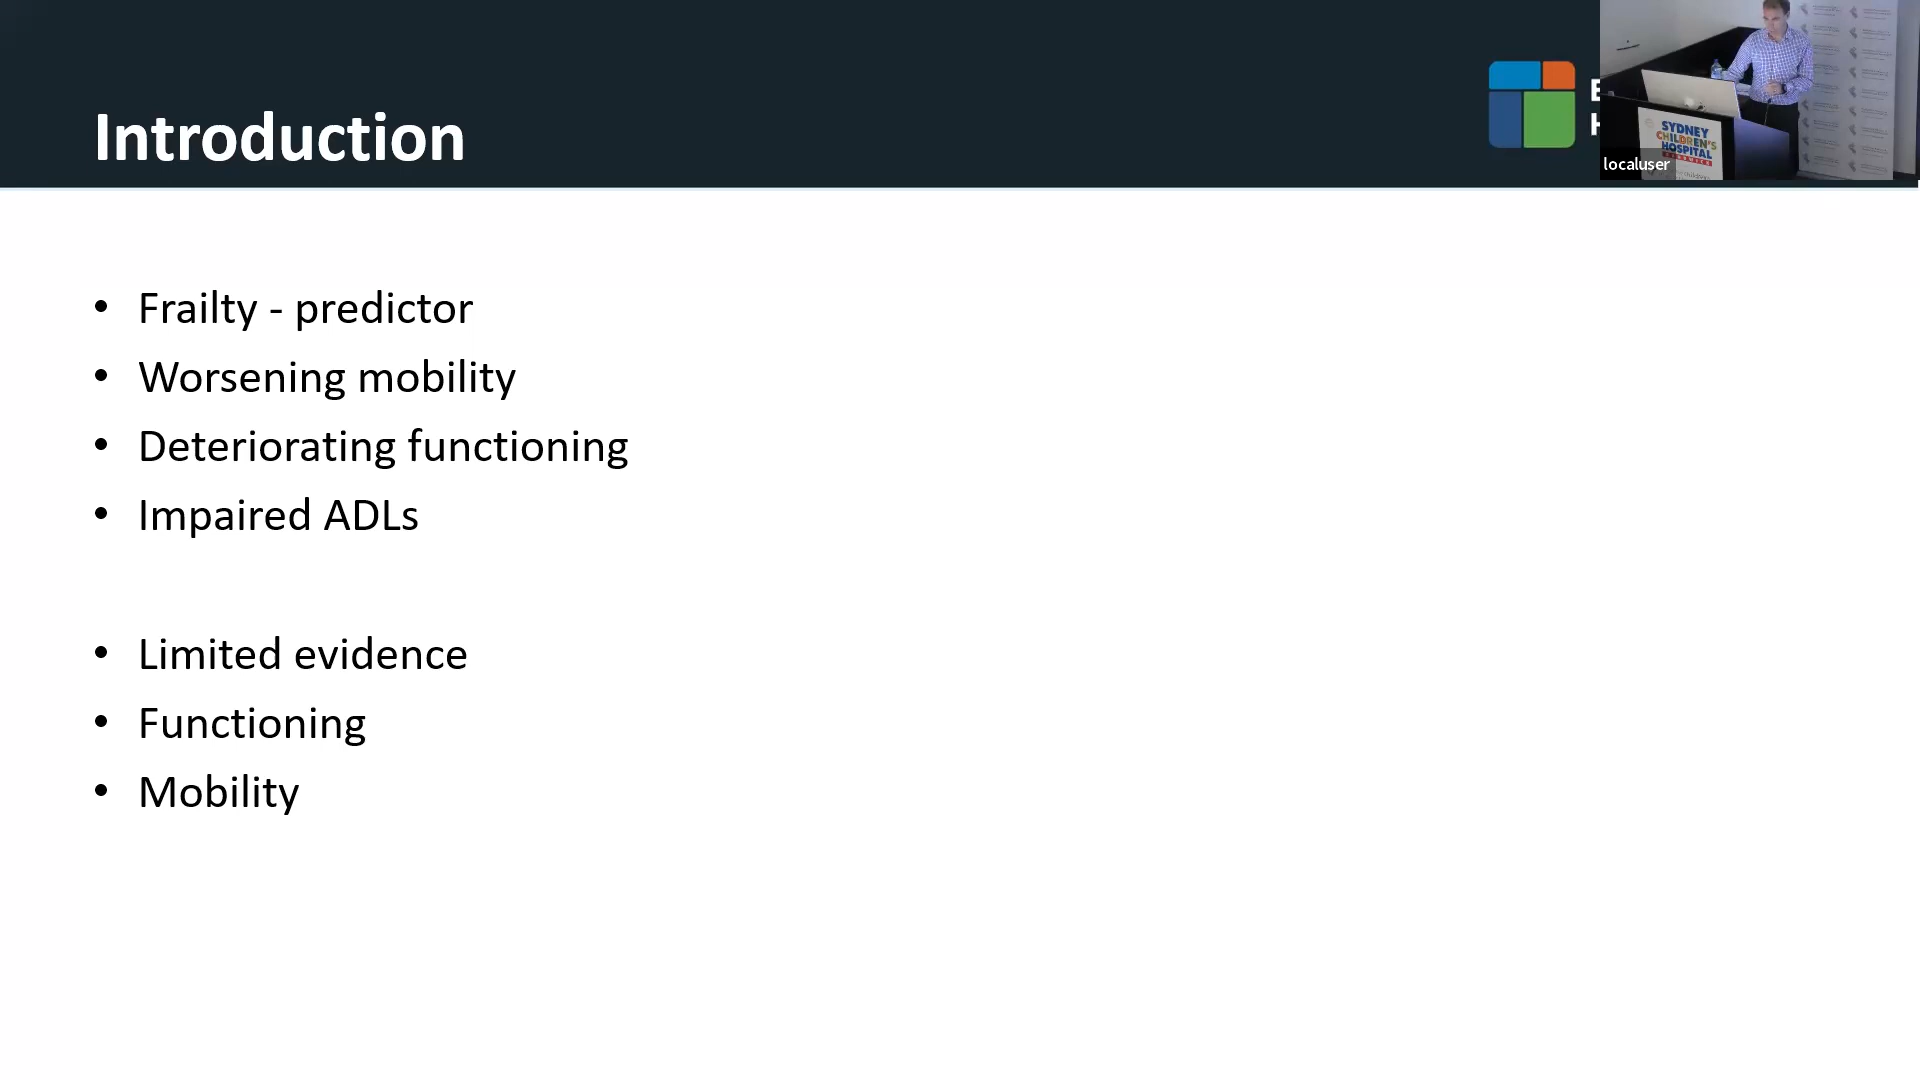 Introduction
• Frailty - predictor
• Worsening mobility
• Deteriorating functioning
• Impaired ADLs
• Limited evidence
• Functioning
• Mobility
SYDNEY
CHILDREN'S
HOSPITAL
localuser